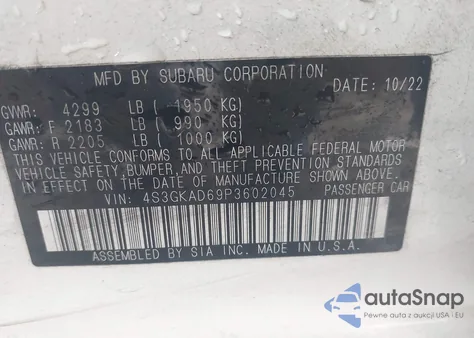 MFD BY SUBARU CORPORATION
DATE: 10/22
GVWR: 4299 LB ( 1950 KG)
GAWR: F 2183 LB ( 990 KG)
GAWR: R 2205 LB ( 1000 KG)
THIS VEHICLE CONFORMS TO ALL APPLICABLE FEDERAL MOTOR
VEHICLE SAFETY, BUMPER, AND THEFT PREVENTION STANDARDS
IN EFFECT ON THE DATE OF MANUFACTURE SHOWN ABOVE.
VIN: 4S3GKAD69P3602045 PASSENGER CAR
ASSEMBLED BY SIA INC. MADE IN U.S.A.
autoSnap
Pewne auta z aukcji USA i EU